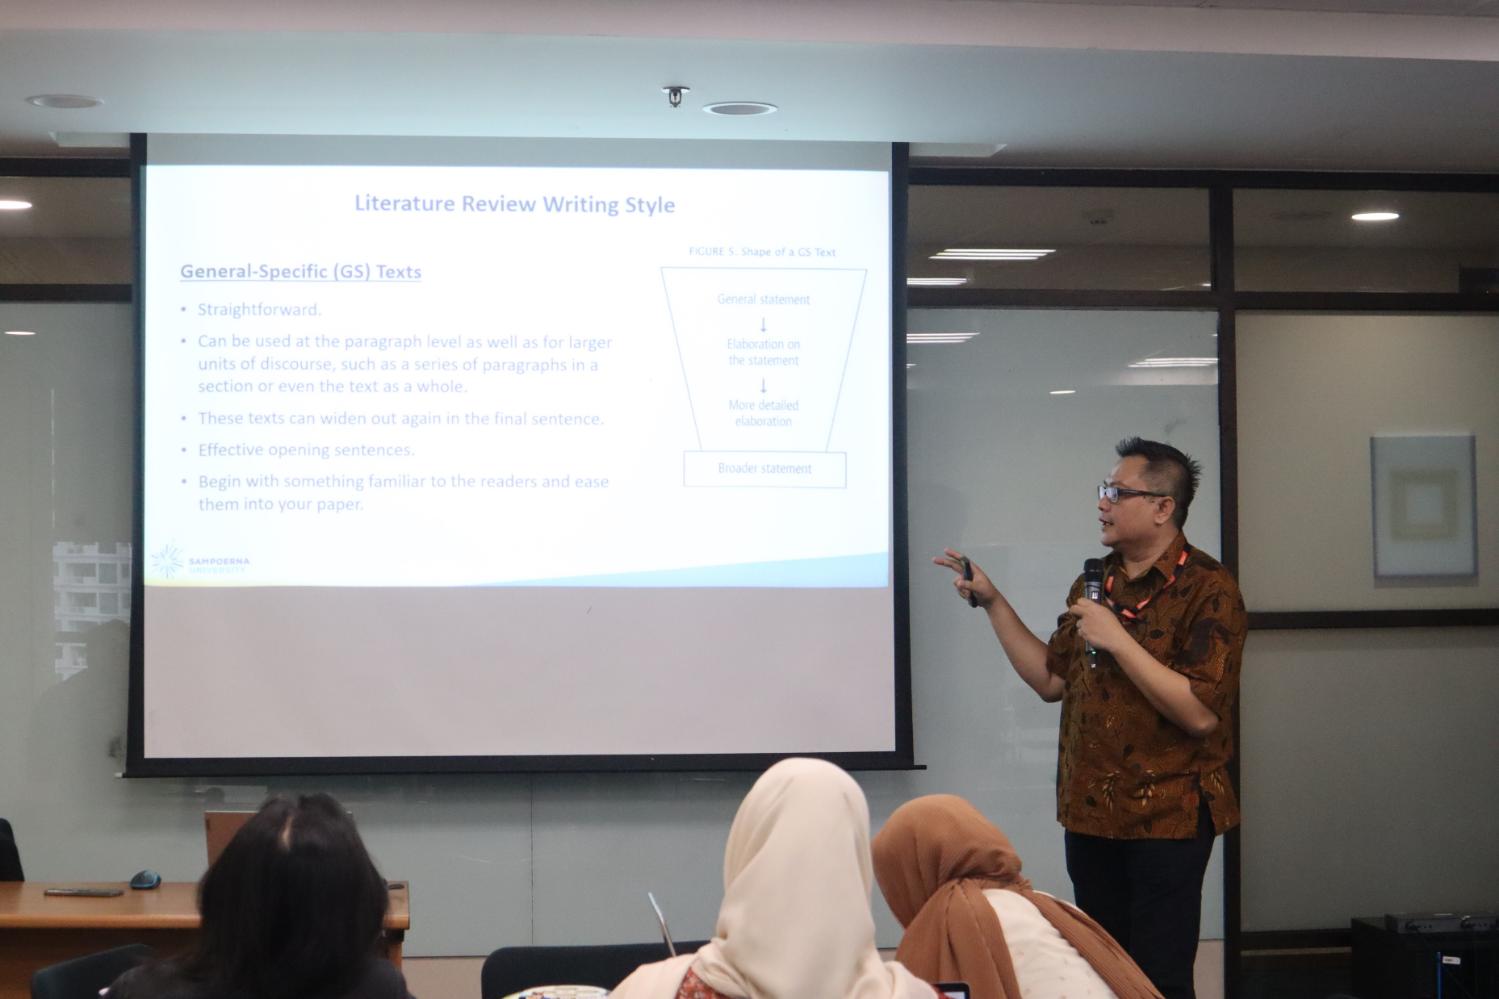 Literature Review Writing Style
General-Specific (GS) Texts
• Straightforward.
• Can be used at the paragraph level as well as for larger
units of discourse, such as a series of paragraphs in a
section or even the text as a whole.
• These texts can widen out again in the final sentence.
• Effective opening sentences.
• Begin with something familiar to the readers and ease
them into your paper.
FIGURE 5. Shape of a GS Text
General statement
↓
Elaboration on
the statement
↓
More detailed
elaboration
Broader statement
SAMPOERNA
UNIVERSITY